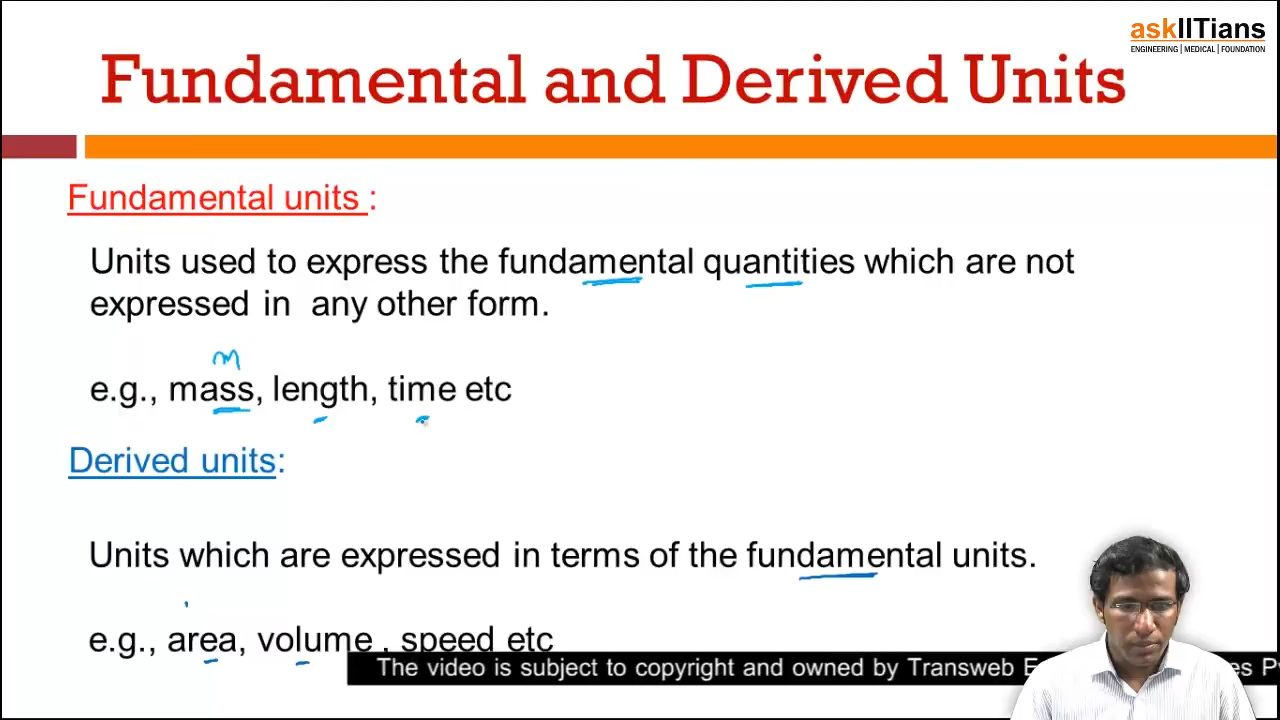 askIITians
ENGINEERING | MEDICAL | FOUNDATION
Fundamental and Derived Units
Fundamental units :
Units used to express the fundamental quantities which are not
expressed in any other form.
m
e.g., mass, length, time etc
Derived units:
Units which are expressed in terms of the fundamental units.
e.g., area, volume , speed etc
The video is subject to copyright and owned by Transweb